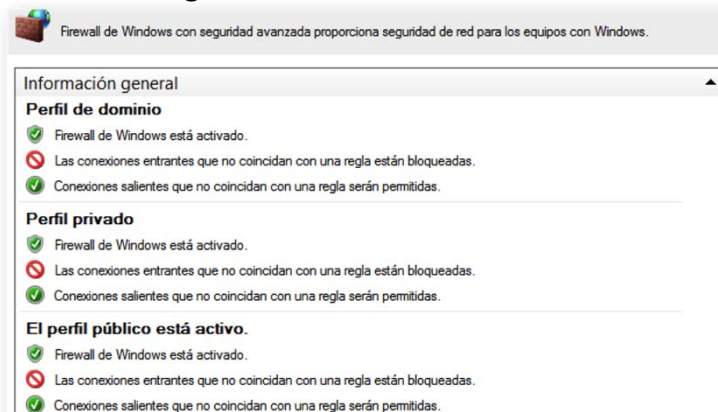 Firewall de Windows con seguridad avanzada proporciona seguridad de red para los equipos con Windows.
Información general
Perfil de dominio
Firewall de Windows está activado.
Las conexiones entrantes que no coincidan con una regla están bloqueadas.
Conexiones salientes que no coincidan con una regla serán permitidas.
Perfil privado
Firewall de Windows está activado.
Las conexiones entrantes que no coincidan con una regla están bloqueadas.
Conexiones salientes que no coincidan con una regla serán permitidas.
El perfil público está activo.
Firewall de Windows está activado.
Las conexiones entrantes que no coincidan con una regla están bloqueadas.
Conexiones salientes que no coincidan con una regla serán permitidas.